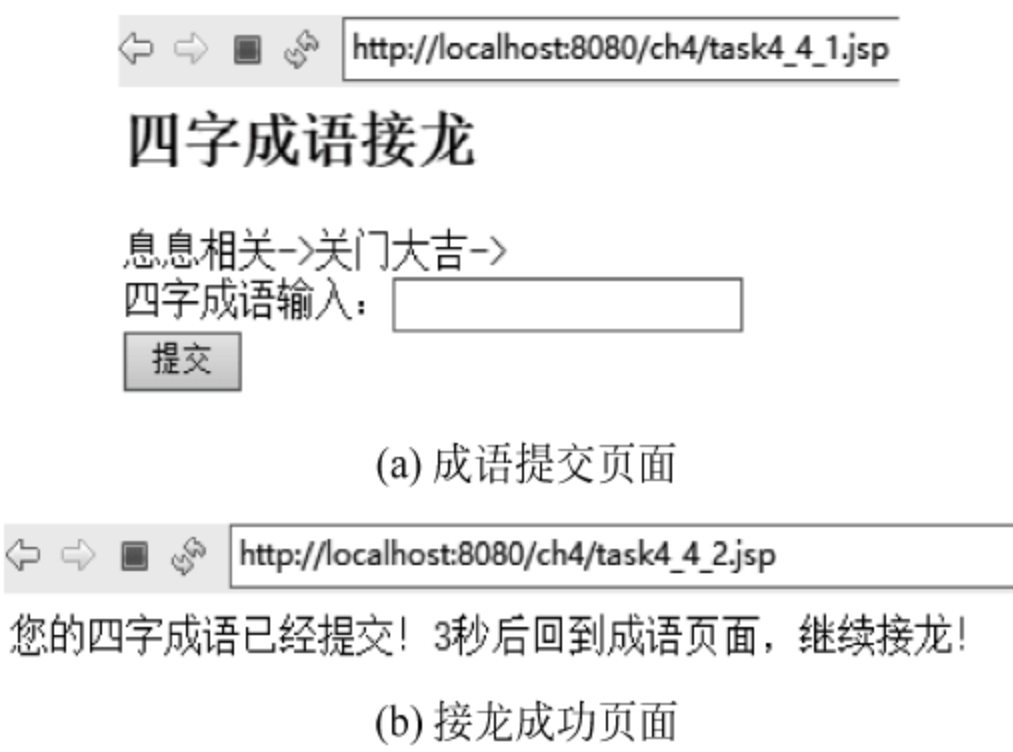 http://localhost:8080/ch4/task4_4_1.jsp
四字成语接龙
息息相关->关门大吉->
四字成语输入：
提交
(a) 成语提交页面
http://localhost:8080/ch4/task4_4_2.jsp
您的四字成语已经提交！3秒后回到成语页面，继续接龙！
(b) 接龙成功页面